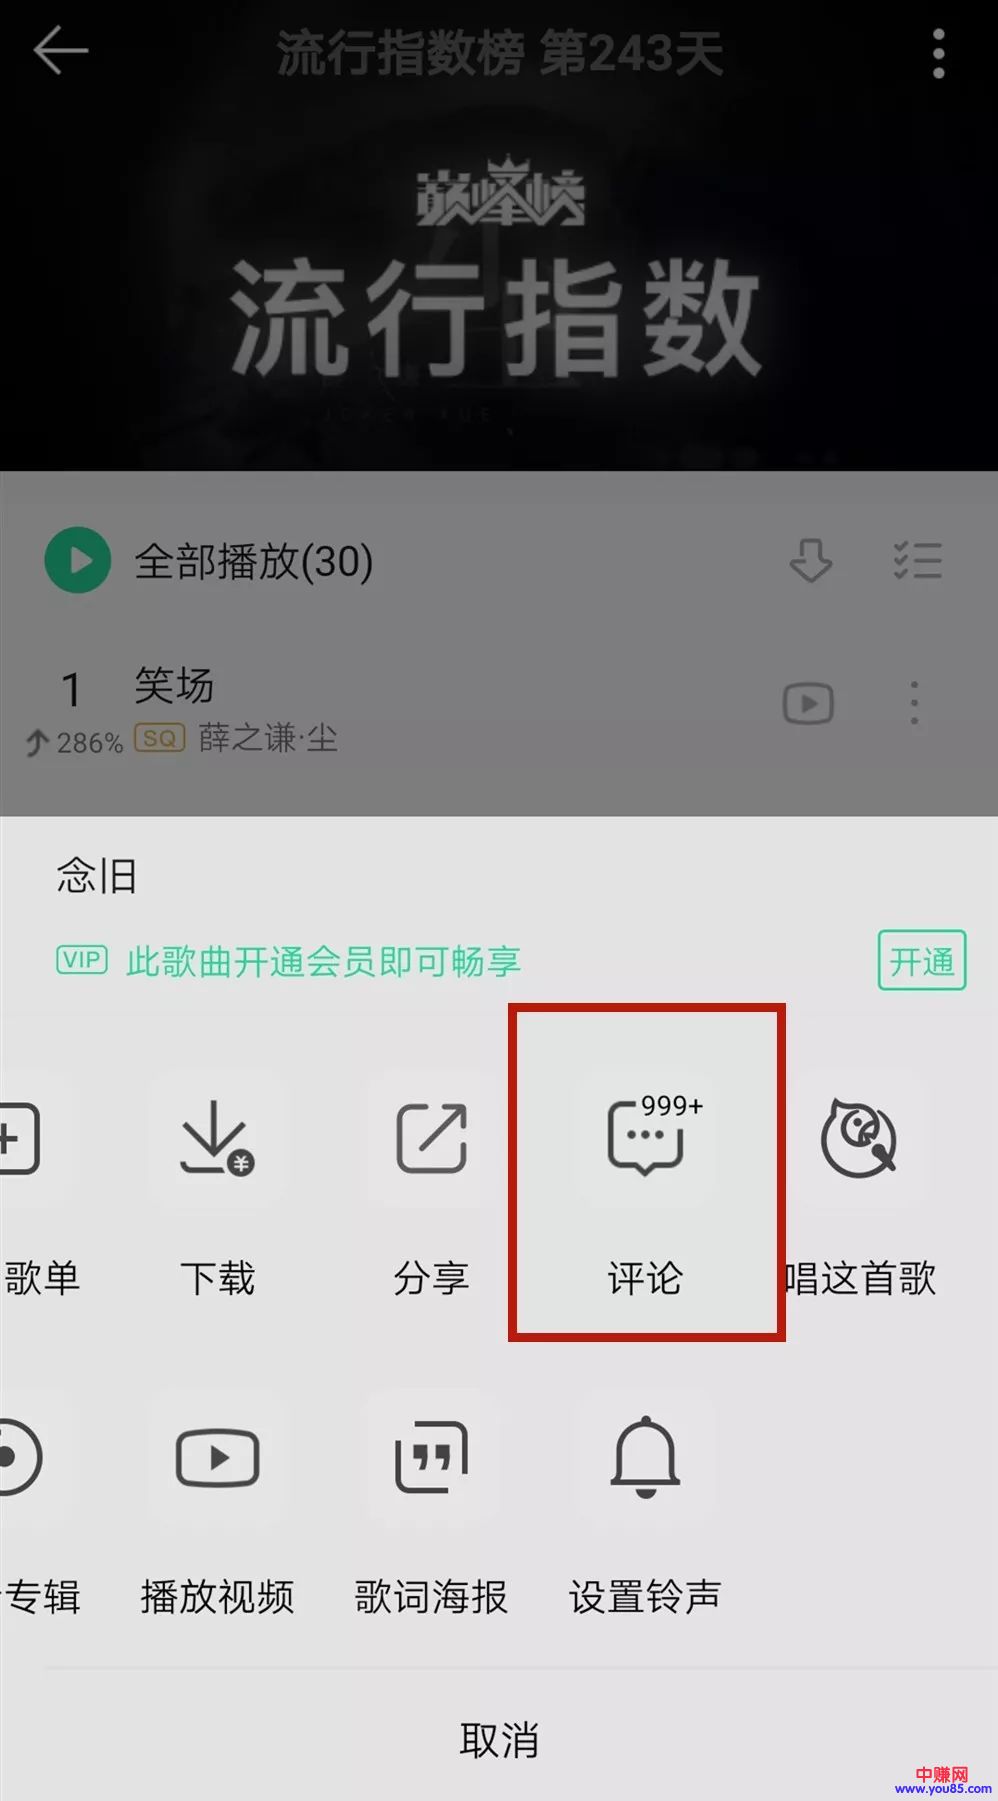 流行指数榜 第243天
巅峰榜
流行指数
JOKER XUE
全部播放(30)
1 笑场
286% SQ 薛之谦·尘
念旧
VIP 此歌曲开通会员即可畅享 开通
999+
歌单 下载 分享 评论 唱这首歌
专辑 播放视频 歌词海报 设置铃声
取消
中赚网
www.you85.com